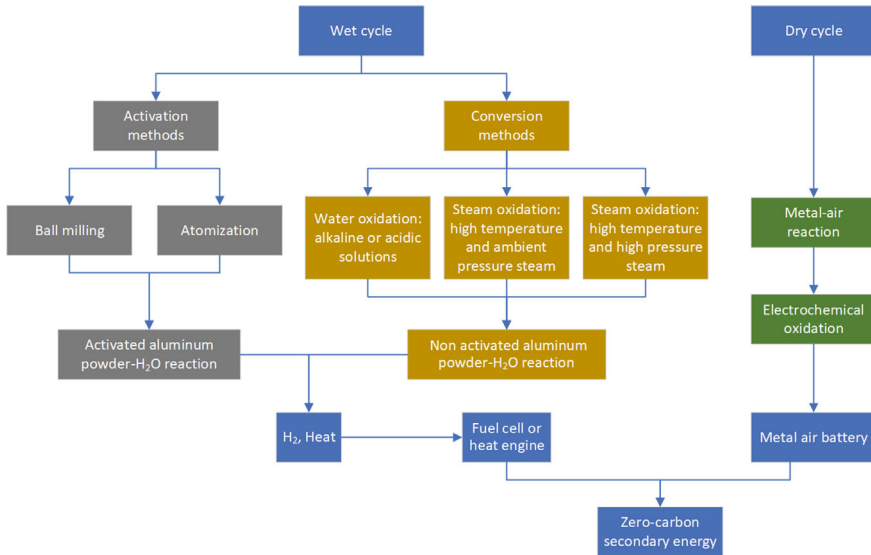 Wet cycle
Dry cycle
Activation
methods
Conversion
methods
Ball milling
Atomization
Water oxidation:
alkaline or acidic
solutions
Steam oxidation:
high temperature
and ambient
pressure steam
Steam oxidation:
high temperature
and high pressure
steam
Metal-air
reaction
Electrochemical
oxidation
Activated aluminum
powder-H₂O reaction
Non activated aluminum
powder-H₂O reaction
H₂, Heat
Fuel cell or
heat engine
Metal air battery
Zero-carbon
secondary energy